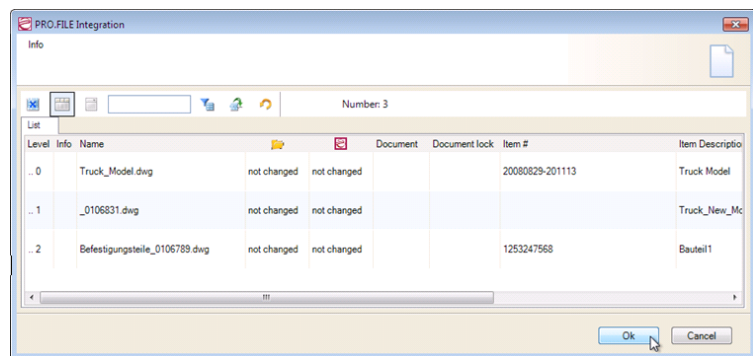 PRO.FILE Integration
Info
Number: 3
List
Level Info Name Document Document lock Item # Item Descriptio
.. 0 Truck_Model.dwg not changed not changed 20080829-201113 Truck Model
.. 1 _0106831.dwg not changed not changed Truck_New_Mc
.. 2 Befestigungsteile_0106789.dwg not changed not changed 1253247568 Bauteil1
Ok Cancel